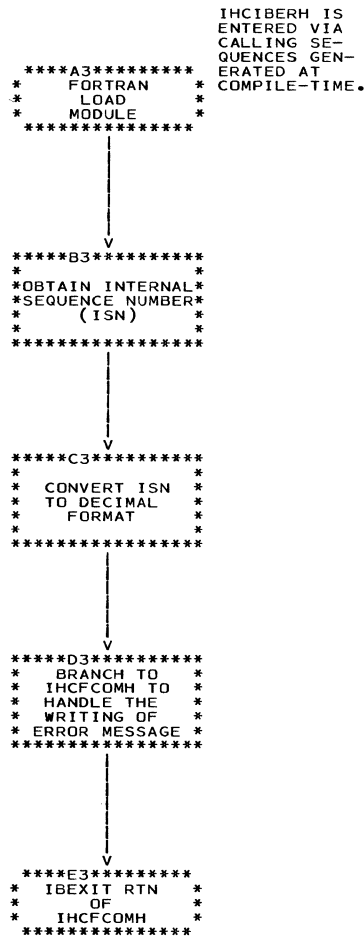 IHCIBERH IS
ENTERED VIA
CALLING SE-
QUENCES GEN-
ERATED AT
COMPILE-TIME.
****A3*********
* FORTRAN *
* LOAD *
* MODULE *
***************
*****B3**********
* *
*OBTAIN INTERNAL*
*SEQUENCE NUMBER*
* (ISN) *
* *
*****************
*****C3**********
* *
* CONVERT ISN *
* TO DECIMAL *
* FORMAT *
* *
*****************
*****D3**********
* BRANCH TO *
* IHCFCOMH TO *
* HANDLE THE *
* WRITING OF *
* ERROR MESSAGE *
*****************
****E3*********
* IBEXIT RTN *
* OF *
* IHCFCOMH *
***************